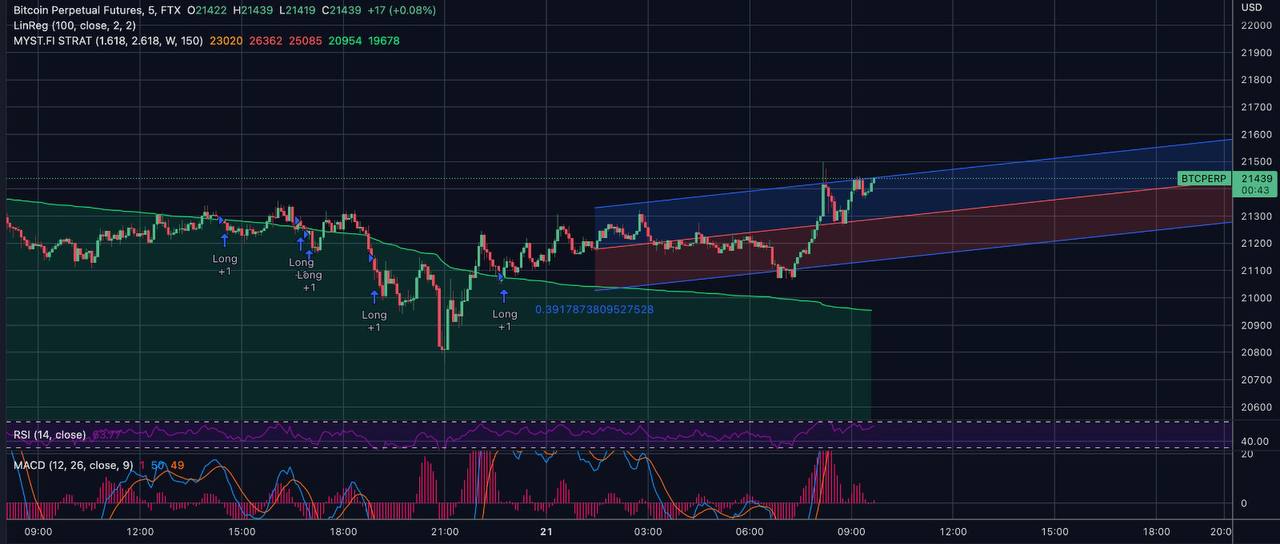 Bitcoin Perpetual Futures, 5, FTX O21422 H21439 L21419 C21439 +17 (+0.08%)
LinReg (100, close, 2, 2)
MYST.FI STRAT (1.618, 2.618, W, 150) 23020 26362 25085 20954 19678
USD
22000
21900
21800
21700
21600
21500
BTCPERP 21439
00:43
21300
21200
21100
21000
20900
20800
20700
20600
Long
+1
Long
Long
+1
Long
+1
Long
+1
0.3917873809527528
RSI (14, close)
40.00
MACD (12, 26, close, 9) 1 50 49
20
0
09:00 12:00 15:00 18:00 21:00 21 03:00 06:00 09:00 12:00 15:00 18:00 20:0